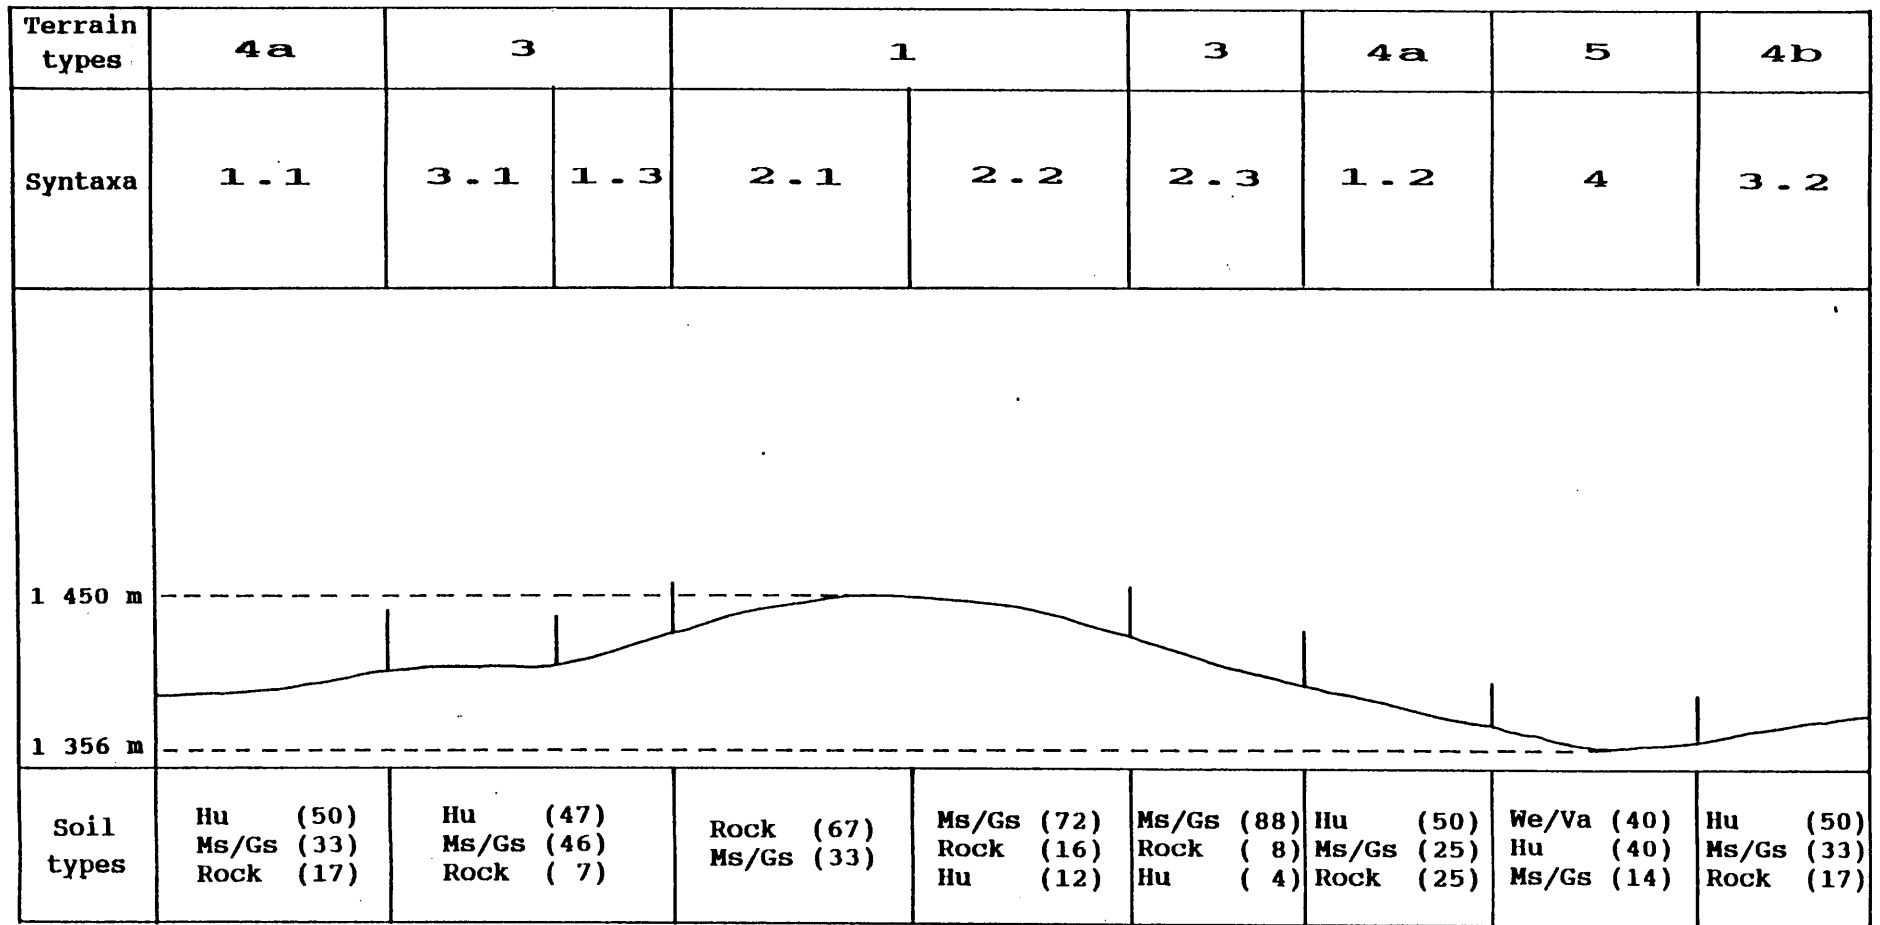 Terrain types 4a 3 1 3 4a 5 4b
Syntaxa 1.1 3.1 1.3 2.1 2.2 2.3 1.2 4 3.2
1 450 m
1 356 m
Soil types
Hu (50)
Ms/Gs (33)
Rock (17)
Hu (47)
Ms/Gs (46)
Rock ( 7)
Rock (67)
Ms/Gs (33)
Ms/Gs (72)
Rock (16)
Hu (12)
Ms/Gs (88)
Rock ( 8)
Hu ( 4)
Hu (50)
Ms/Gs (25)
Rock (25)
We/Va (40)
Hu (40)
Ms/Gs (14)
Hu (50)
Ms/Gs (33)
Rock (17)